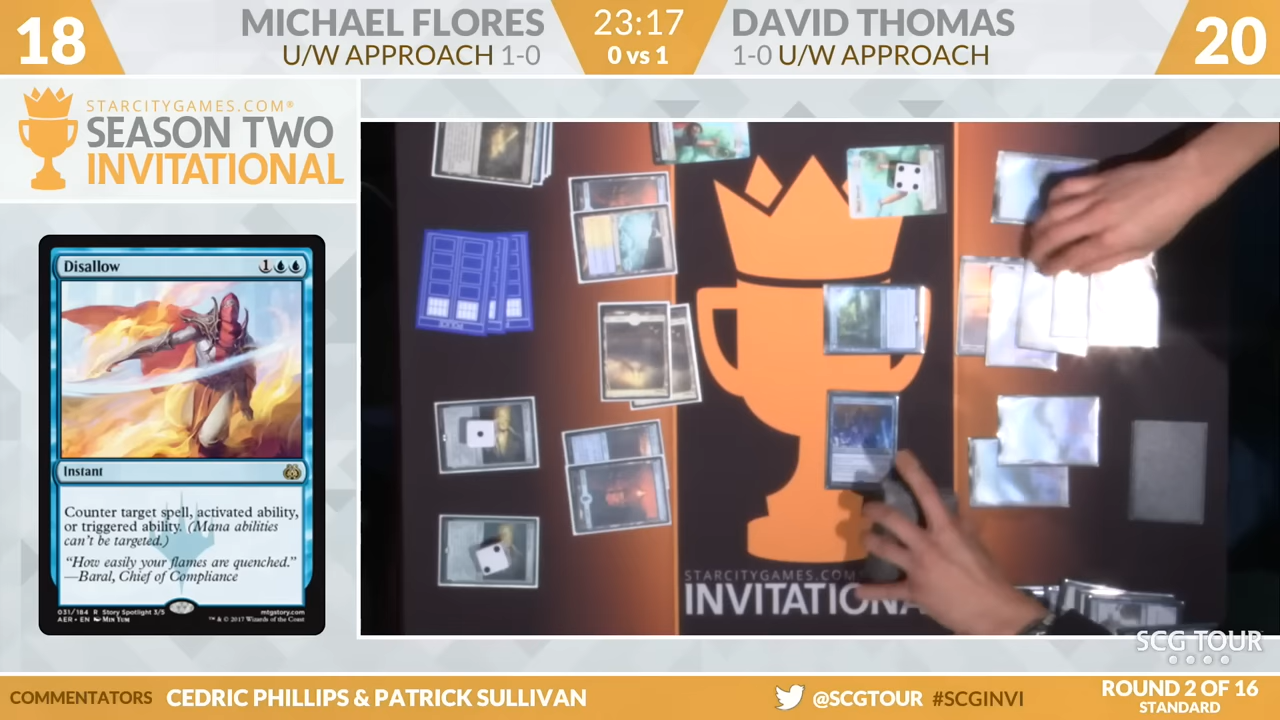 18
MICHAEL FLORES
U/W APPROACH 1-0
23:17
0 vs 1
DAVID THOMAS
1-0 U/W APPROACH
20
STARCITYGAMES.COM®
SEASON TWO
INVITATIONAL
Disallow 1
Instant
Counter target spell, activated ability,
or triggered ability. (Mana abilities
can't be targeted.)
"How easily your flames are quenched."
—Baral, Chief of Compliance
031/184 R Story Spotlight 3/5
AER • EN MIN YUM
mtgstory.com
™ & © 2017 Wizards of the Coast
STARCITYGAMES.COM
INVITATIONA
SCG TOUR
COMMENTATORS CEDRIC PHILLIPS & PATRICK SULLIVAN
@SCGTOUR #SCGINVI
ROUND 2 OF 16
STANDARD